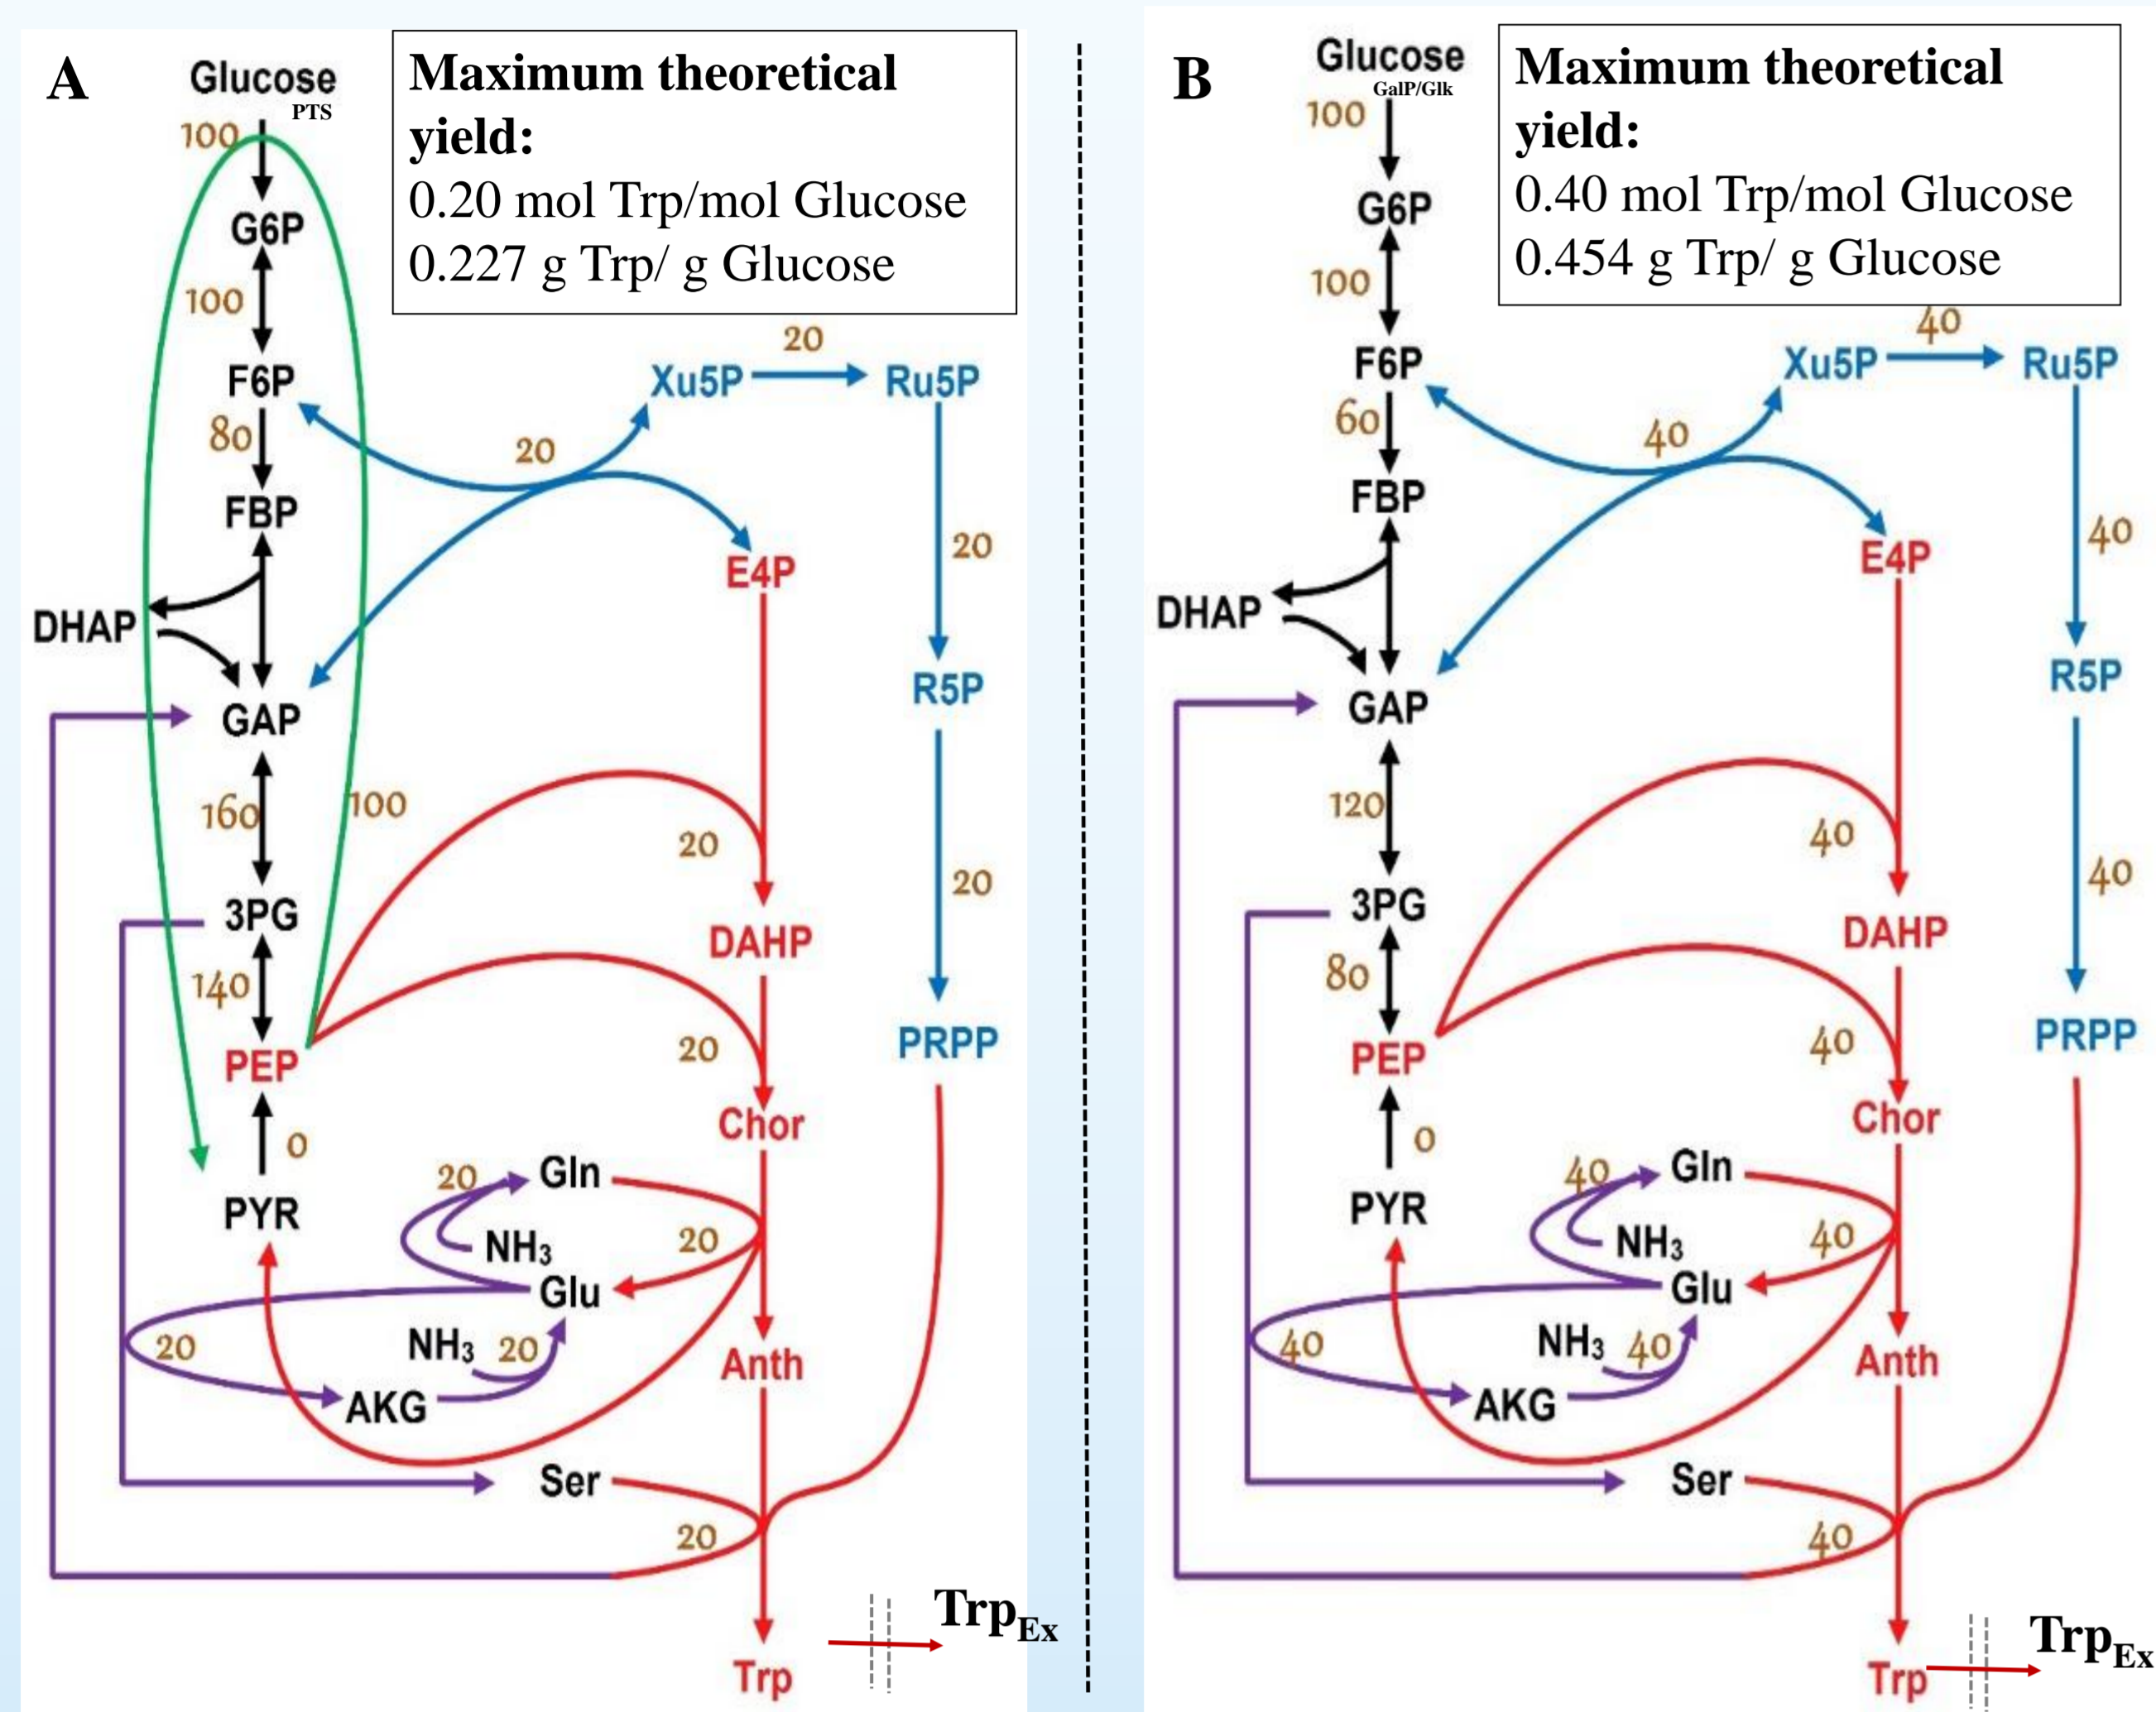 A
Glucose
PTS
100
G6P
100
F6P
80
FBP
DHAP
GAP
160
100
3PG
140
PEP
0
PYR
Maximum theoretical
yield:
0.20 mol Trp/mol Glucose
0.227 g Trp/ g Glucose
20
Xu5P
Ru5P
20
20
E4P
R5P
20
20
DAHP
20
PRPP
Chor
20
Gln
NH3
20
Glu
NH3
20
20
AKG
Anth
Ser
20
Trp
TrpEx
B
Glucose
GalP/Glk
100
G6P
100
F6P
60
FBP
DHAP
GAP
120
3PG
80
PEP
0
PYR
Maximum theoretical
yield:
0.40 mol Trp/mol Glucose
0.454 g Trp/ g Glucose
40
Xu5P
Ru5P
40
40
E4P
R5P
40
40
DAHP
40
PRPP
Chor
40
Gln
NH3
40
Glu
NH3
40
40
AKG
Anth
Ser
40
Trp
TrpEx